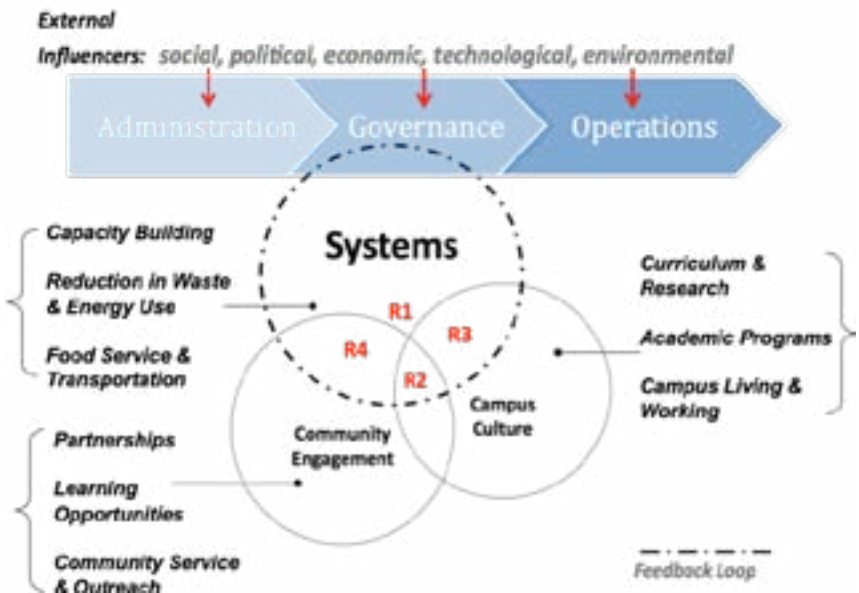 External
Influencers: social, political, economic, technological, environmental
Administration
Governance
Operations
Systems
Capacity Building
Reduction in Waste
& Energy Use
Food Service &
Transportation
R1
R3
R4
R2
Curriculum &
Research
Academic Programs
Campus Living &
Working
Campus
Culture
Community
Engagement
Partnerships
Learning
Opportunities
Community Service
& Outreach
Feedback Loop